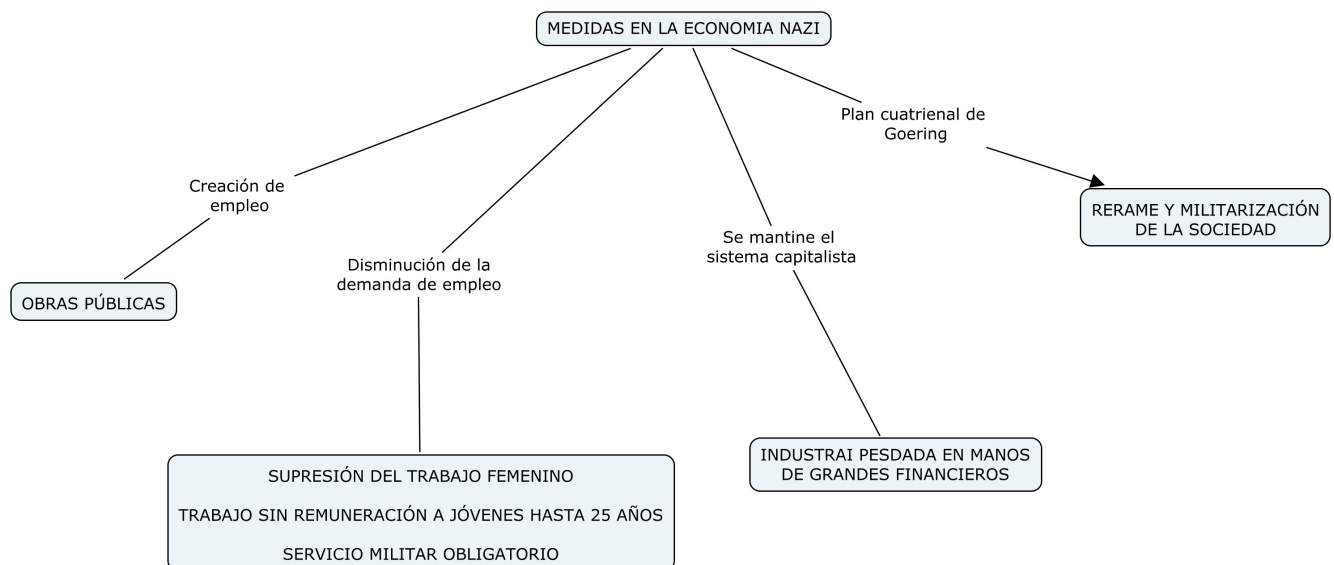 MEDIDAS EN LA ECONOMIA NAZI
Plan cuatrienal de
Goering
Creación de
empleo
RERAME Y MILITARIZACIÓN
DE LA SOCIEDAD
Se mantine el
sistema capitalista
Disminución de la
demanda de empleo
OBRAS PÚBLICAS
INDUSTRAI PESDADA EN MANOS
DE GRANDES FINANCIEROS
SUPRESIÓN DEL TRABAJO FEMENINO
TRABAJO SIN REMUNERACIÓN A JÓVENES HASTA 25 AÑOS
SERVICIO MILITAR OBLIGATORIO